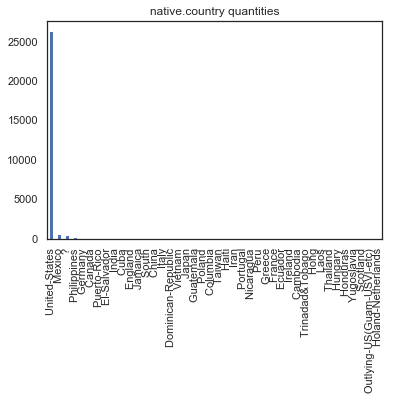 native.country quantities
25000
20000
15000
10000
5000
0
United-States
Mexico
?
Philippines
Germany
Canada
Puerto-Rico
El-Salvador
India
Cuba
England
Jamaica
South
China
Italy
Dominican-Republic
Vietnam
Japan
Guatemala
Poland
Columbia
Taiwan
Haiti
Iran
Portugal
Nicaragua
Peru
Greece
France
Ecuador
Ireland
Cambodia
Trinadad&Tobago
Hong
Laos
Thailand
Hungary
Honduras
Yugoslavia
Scotland
Outlying-US(Guam-USVI-etc)
Holand-Netherlands